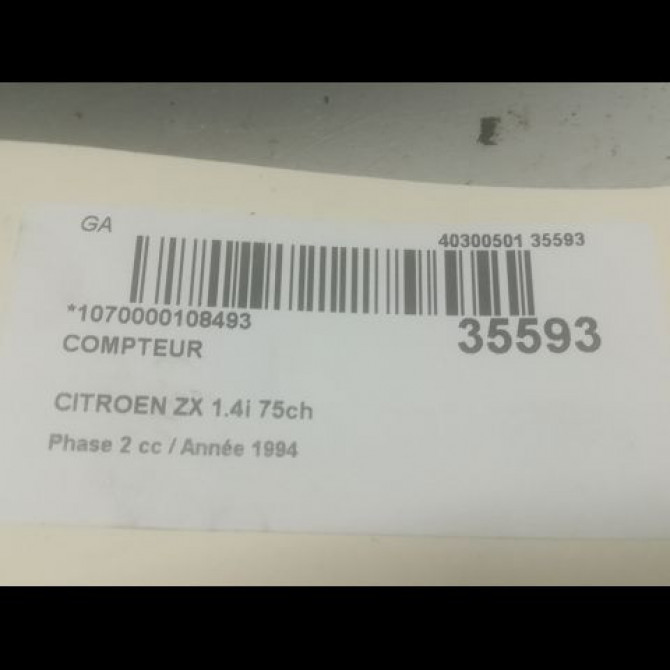 GA
40300501 35593
*1070000108493
35593
COMPTEUR
CITROEN ZX 1.4i 75ch
Phase 2 cc / Année 1994